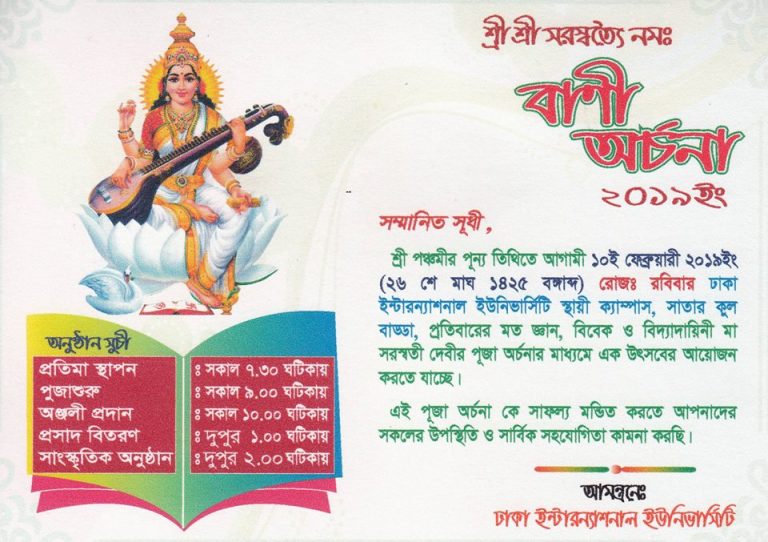 শ্রী শ্রী সরস্বত্যৈ নমঃ
বাণী
অর্চনা
২০১৯ইং
সম্মানিত সূধী,
শ্রী পঞ্চমীর পূন্য তিথিতে আগামী ১০ই ফেব্রুয়ারী ২০১৯ইং
(২৬ শে মাঘ ১৪২৫ বঙ্গাব্দ) রোজঃ রবিবার ঢাকা
ইন্টারন্যাশনাল ইউনিভার্সিটি স্থায়ী ক্যাম্পাস, সাতার কুল
বাড্ডা, প্রতিবারের মত জ্ঞান, বিবেক ও বিদ্যাদায়িনী মা
সরস্বতী দেবীর পূজা অর্চনার মাধ্যমে এক উৎসবের আয়োজন
করতে যাচ্ছে।
এই পূজা অর্চনা কে সাফল্য মন্ডিত করতে আপনাদের
সকলের উপস্থিতি ও সার্বিক সহযোগিতা কামনা করছি।
আমন্ত্রনেঃ
ঢাকা ইন্টারন্যাশনাল ইউনিভার্সিটি
অনুষ্ঠান সুচী
প্রতিমা স্থাপন : সকাল ৭.৩০ ঘটিকায়
পুজাশুরু : সকাল ৯.০০ ঘটিকায়
অঞ্জলী প্রদান : সকাল ১০.০০ ঘটিকায়
প্রসাদ বিতরণ : দুপুর ১.০০ ঘটিকায়
সাংস্কৃতিক অনুষ্ঠান : দুপুর ২.০০ ঘটিকায়